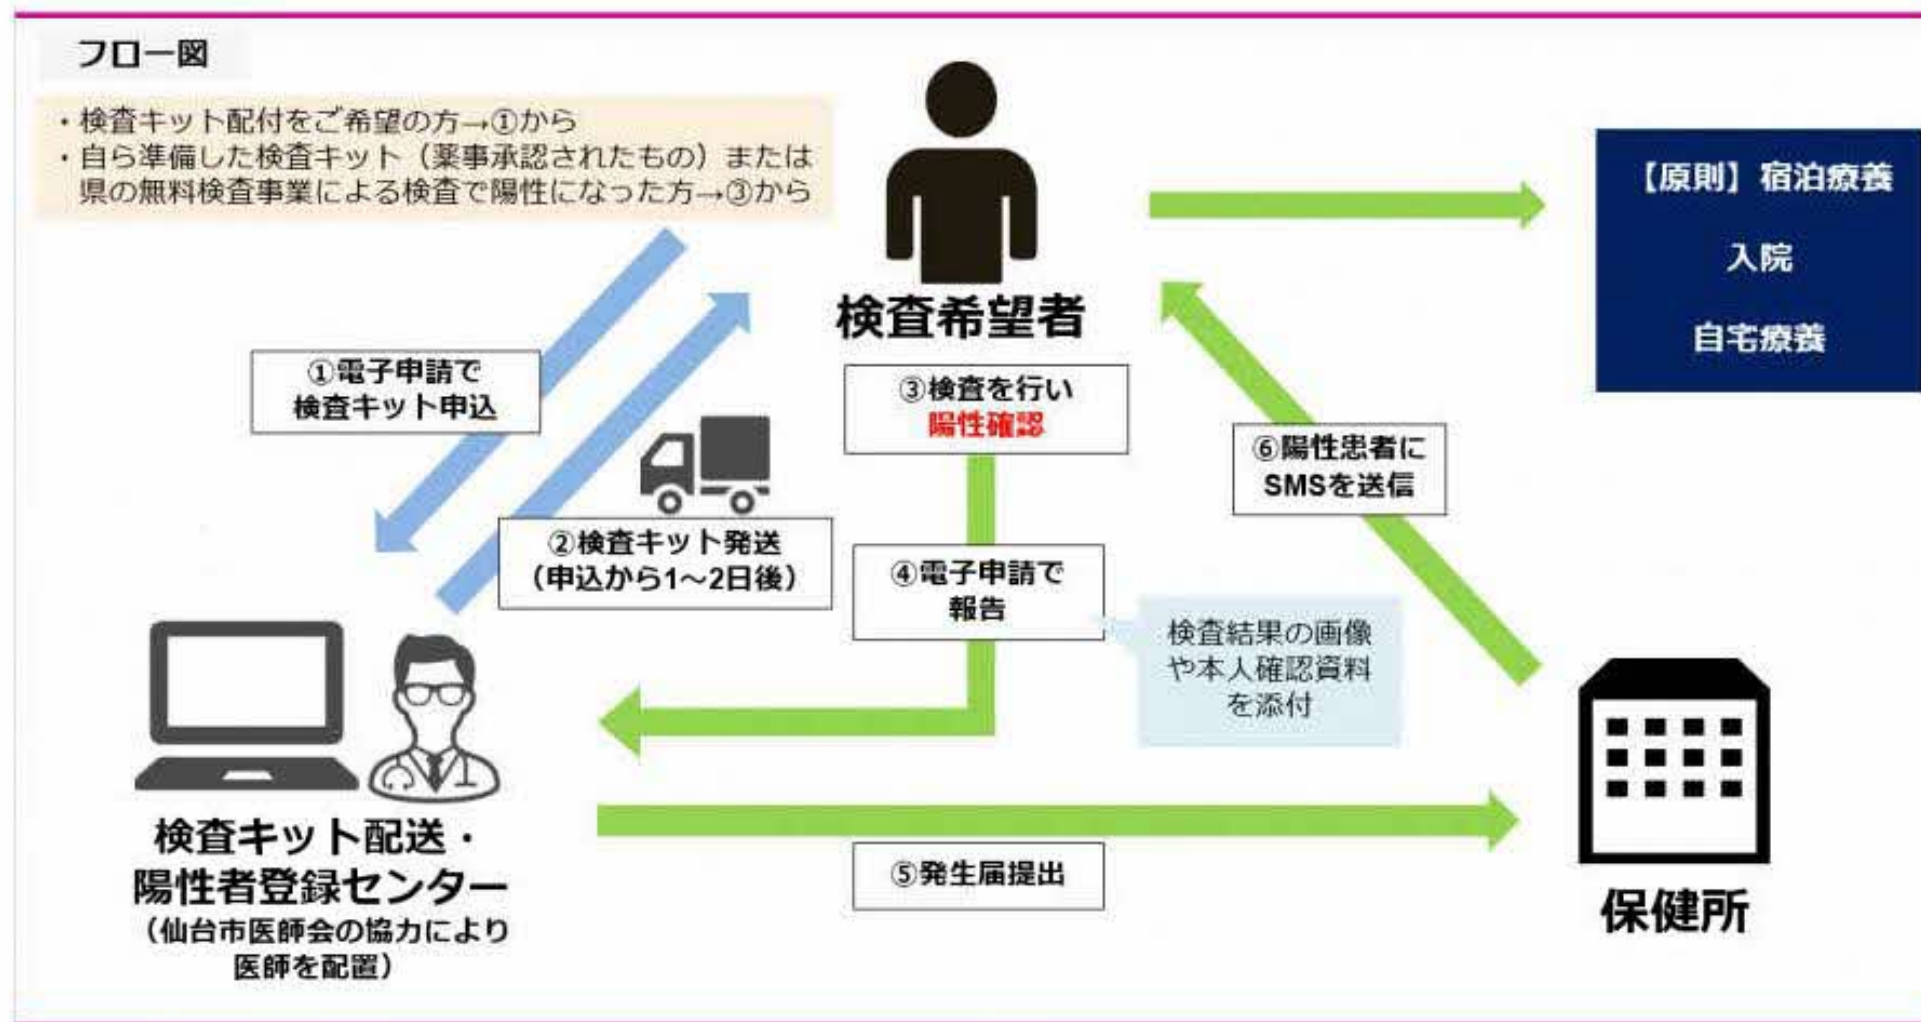 フロー図
・検査キット配付をご希望の方→①から
・自ら準備した検査キット（薬事承認されたもの）または
県の無料検査事業による検査で陽性になった方→③から
検査希望者
【原則】宿泊療養
入院
自宅療養
①電子申請で
検査キット申込
②検査キット発送
（申込から1～2日後）
③検査を行い
陽性確認
④電子申請で
報告
検査結果の画像
や本人確認資料
を添付
⑥陽性患者に
SMSを送信
検査キット配送・
陽性者登録センター
（仙台市医師会の協力により
医師を配置）
⑤発生届提出
保健所